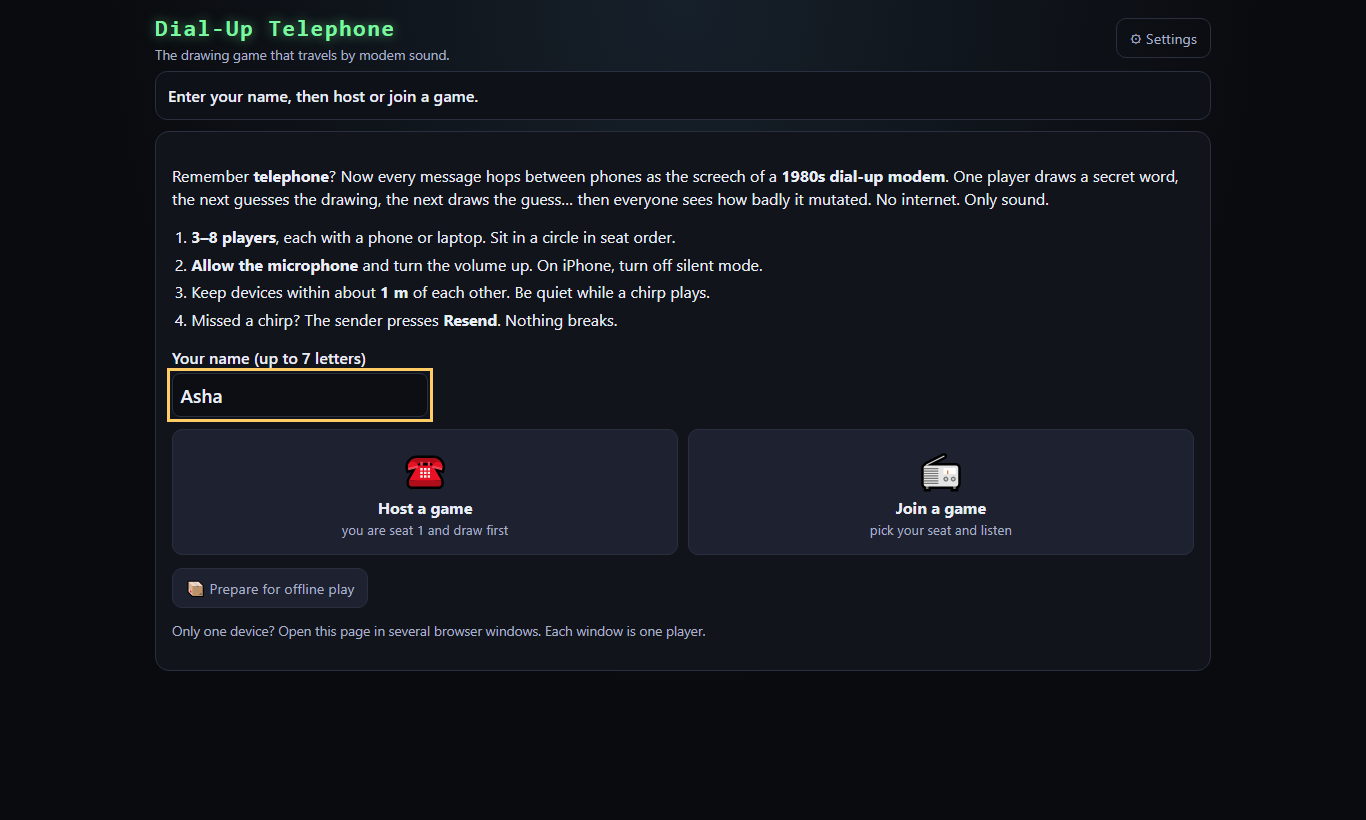 Dial-Up Telephone
The drawing game that travels by modem sound.
⚙ Settings
Enter your name, then host or join a game.
Remember telephone? Now every message hops between phones as the screech of a 1980s dial-up modem. One player draws a secret word,
the next guesses the drawing, the next draws the guess... then everyone sees how badly it mutated. No internet. Only sound.
1. 3–8 players, each with a phone or laptop. Sit in a circle in seat order.
2. Allow the microphone and turn the volume up. On iPhone, turn off silent mode.
3. Keep devices within about 1 m of each other. Be quiet while a chirp plays.
4. Missed a chirp? The sender presses Resend. Nothing breaks.
Your name (up to 7 letters)
Asha
Host a game
you are seat 1 and draw first
Join a game
pick your seat and listen
Prepare for offline play
Only one device? Open this page in several browser windows. Each window is one player.